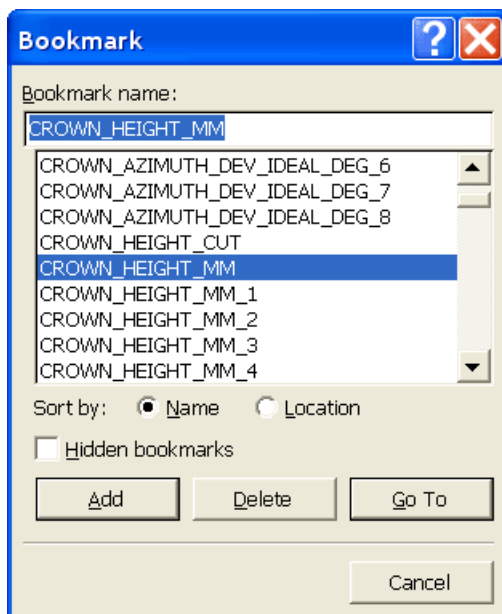 Bookmark
Bookmark name:
CROWN_HEIGHT_MM
CROWN_AZIMUTH_DEV_IDEAL_DEG_6
CROWN_AZIMUTH_DEV_IDEAL_DEG_7
CROWN_AZIMUTH_DEV_IDEAL_DEG_8
CROWN_HEIGHT_CUT
CROWN_HEIGHT_MM
CROWN_HEIGHT_MM_1
CROWN_HEIGHT_MM_2
CROWN_HEIGHT_MM_3
CROWN_HEIGHT_MM_4
Sort by: Name Location
Hidden bookmarks
Add Delete Go To
Cancel